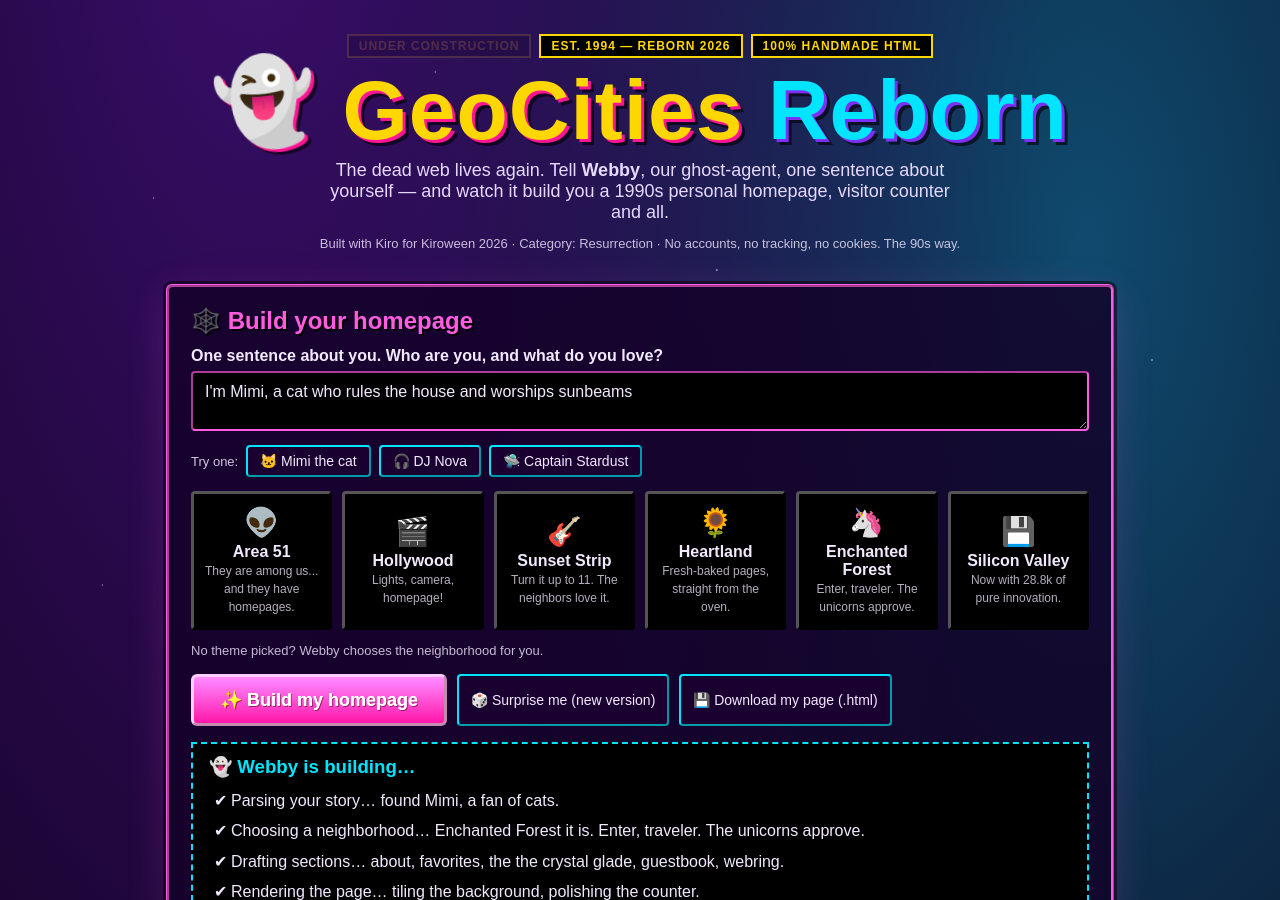 UNDER CONSTRUCTION
EST. 1994 — REBORN 2026
100% HANDMADE HTML
GeoCities Reborn
The dead web lives again. Tell Webby, our ghost-agent, one sentence about
yourself — and watch it build you a 1990s personal homepage, visitor counter
and all.
Built with Kiro for Kiroween 2026 · Category: Resurrection · No accounts, no tracking, no cookies. The 90s way.
Build your homepage
One sentence about you. Who are you, and what do you love?
I'm Mimi, a cat who rules the house and worships sunbeams
Try one:
Mimi the cat
DJ Nova
Captain Stardust
Area 51
They are among us...
and they have
homepages.
Hollywood
Lights, camera,
homepage!
Sunset Strip
Turn it up to 11. The
neighbors love it.
Heartland
Fresh-baked pages,
straight from the
oven.
Enchanted
Forest
Enter, traveler. The
unicorns approve.
Silicon Valley
Now with 28.8k of
pure innovation.
No theme picked? Webby chooses the neighborhood for you.
✨ Build my homepage
Surprise me (new version)
Download my page (.html)
Webby is building…
✔ Parsing your story… found Mimi, a fan of cats.
✔ Choosing a neighborhood… Enchanted Forest it is. Enter, traveler. The unicorns approve.
✔ Drafting sections… about, favorites, the the crystal glade, guestbook, webring.
✔ Rendering the page… tiling the background, polishing the counter.